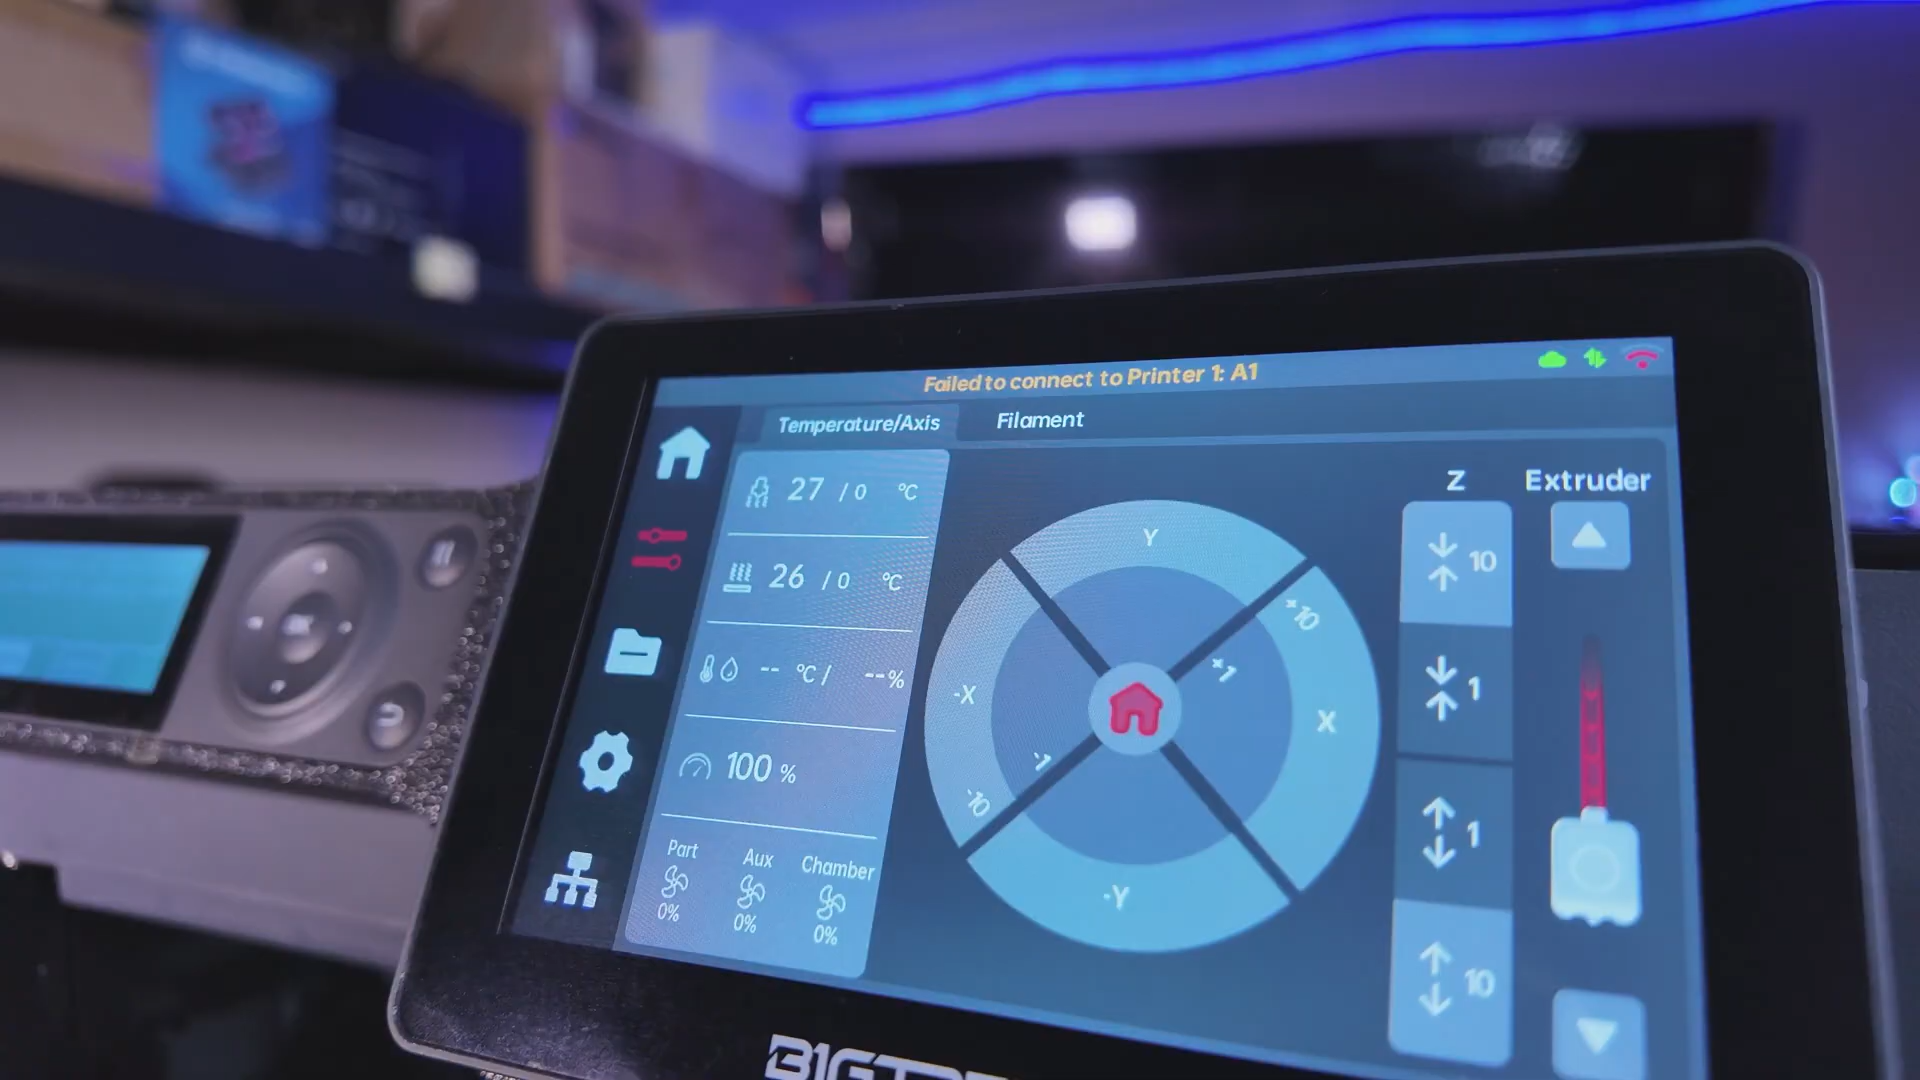 Failed to connect to Printer 1: A1
Temperature/Axis Filament
27 / 0 °C
26 / 0 °C
-- °C / --%
100 %
Part Aux Chamber
0% 0% 0%
Y
+10
+1
-X
X
-1
-10
-Y
Z
10
1
1
10
Extruder